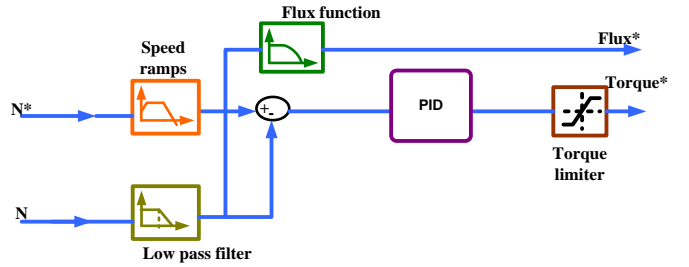 Flux function
Flux*
Speed
ramps
N*
+
-
PID
Torque*
Torque
limiter
N
Low pass filter